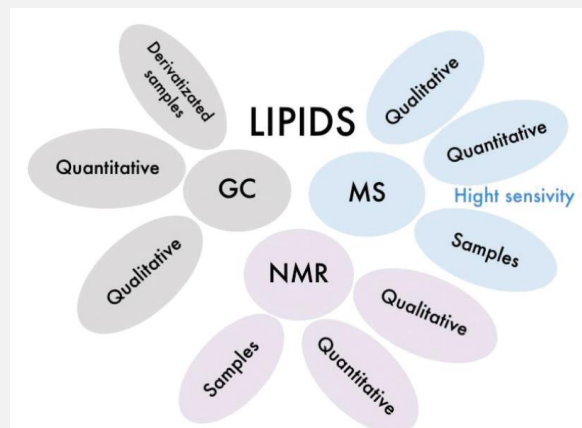 Derivatizated
samples
Quantitative
Qualitative
GC
LIPIDS
MS
Qualitative
Quantitative
Hight sensivity
Samples
NMR
Qualitative
Quantitative
Samples